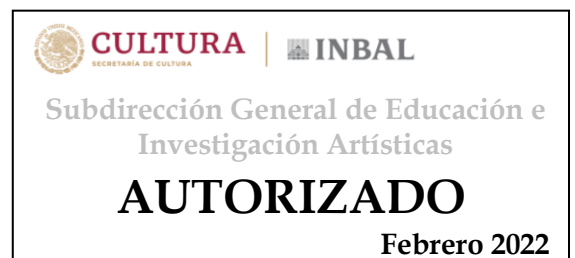 CULTURA
SECRETARÍA DE CULTURA
INBAL
Subdirección General de Educación e
Investigación Artísticas
AUTORIZADO
Febrero 2022